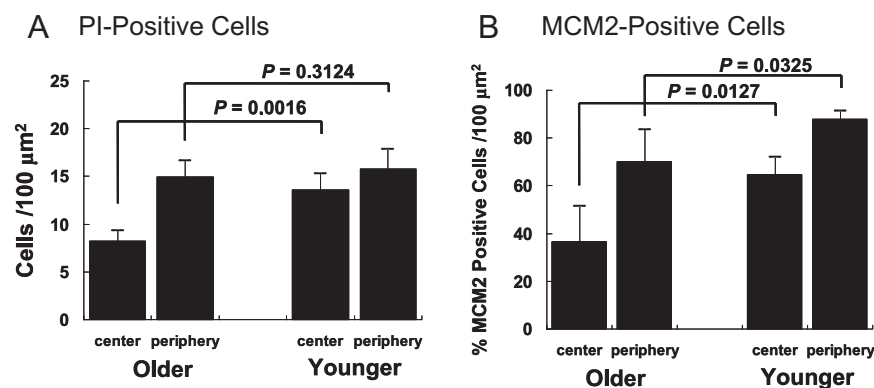 A PI-Positive Cells
25
20
15
10
5
0
Cells /100 µm²
P = 0.3124
P = 0.0016
center periphery center periphery
Older Younger
B MCM2-Positive Cells
100
80
60
40
20
0
% MCM2 Positive Cells /100 µm²
P = 0.0325
P = 0.0127
center periphery center periphery
Older Younger